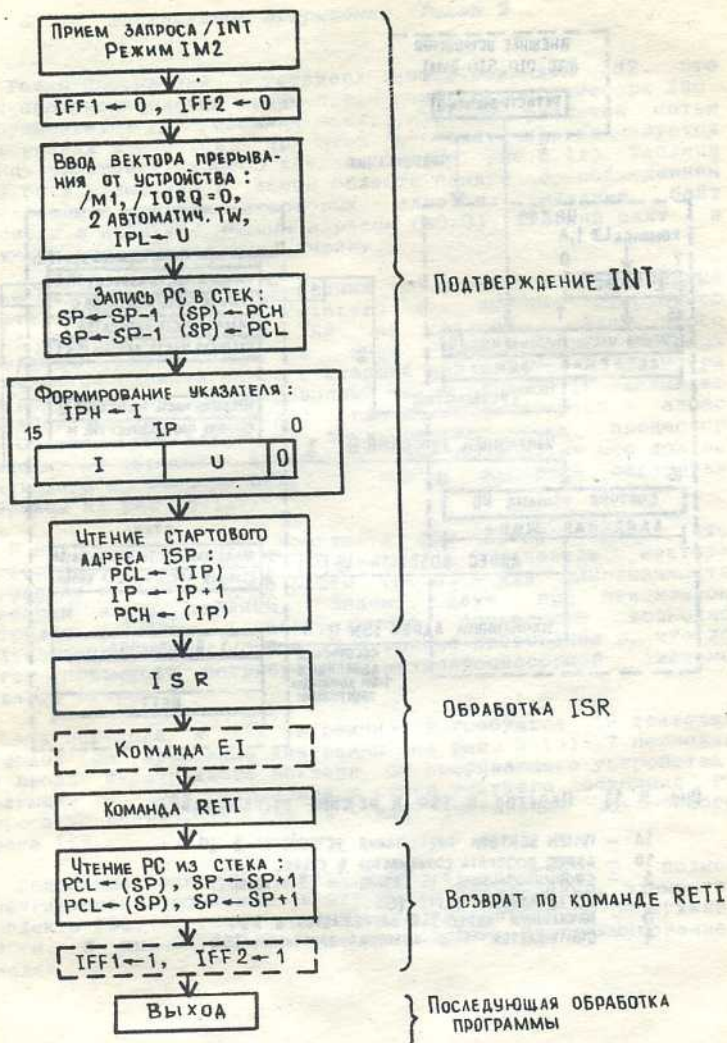 Прием запроса / INT
Режим IM2
IFF1 ← 0 , IFF2 ← 0
Ввод вектора прерыва-
ния от устройства :
/M1, / IORQ = 0,
2 автоматич. TW,
IPL ← U
Запись PC в стек :
SP ← SP-1 (SP) ← PCH
SP ← SP-1 (SP) ← PCL
Подтверждение INT
Формирование указателя :
IPH ← I
15 IP 0
I U 0
Чтение стартового
адреса ISP :
PCL ← (IP)
IP ← IP + 1
PCH ← (IP)
ISR
Обработка ISR
Команда EI
Команда RETI
Чтение PC из стека :
PCL ← (SP) , SP ← SP+1
PCL ← (SP) , SP ← SP+1
Возврат по команде RETI
IFF1 ← 1, IFF2 ← 1
Выход
Последующая обработка
программы